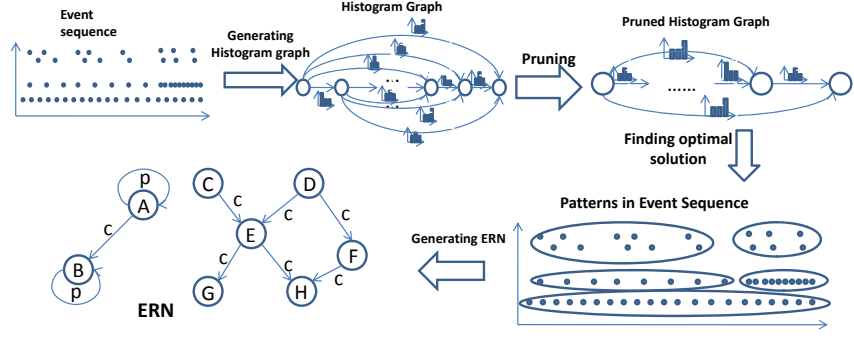 Event
sequence
Generating
Histogram graph
Histogram Graph
...
...
Pruning
Pruned Histogram Graph
......
Finding optimal
solution
Patterns in Event Sequence
Generating ERN
p
A
c
B
p
C
D
c
c
c
E
F
c
c
c
G
H
ERN